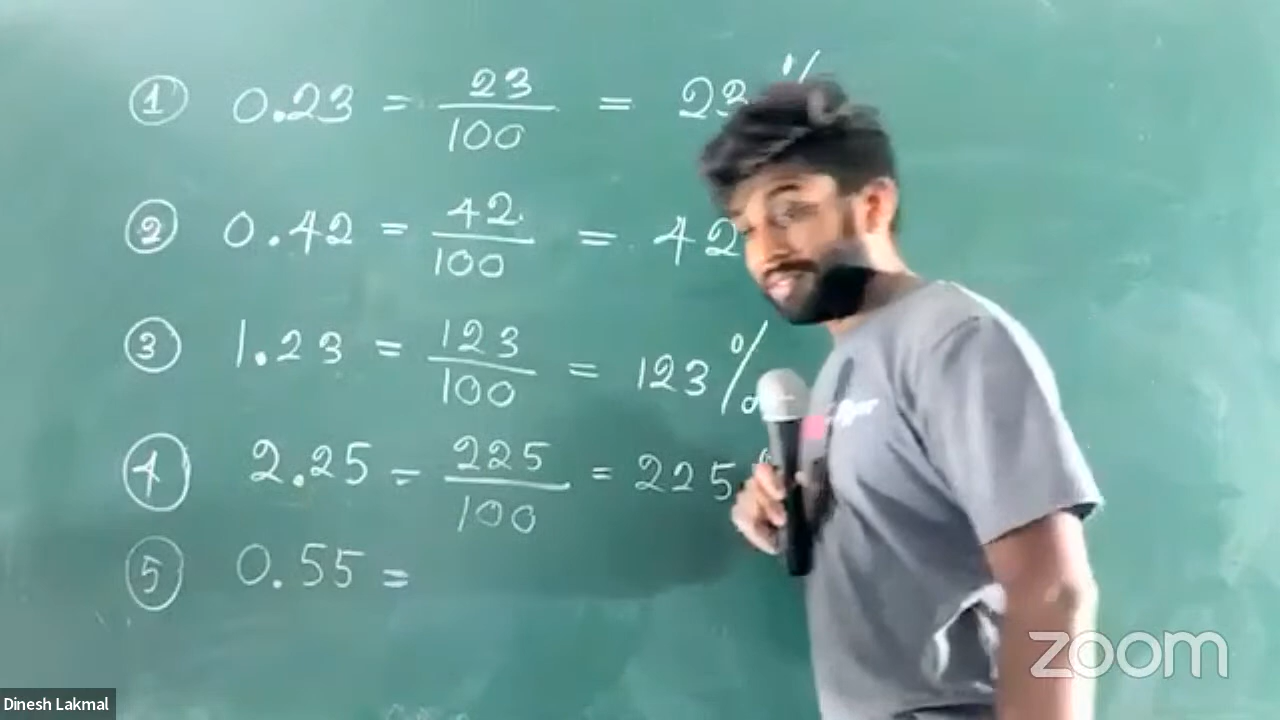 ① 0.23 = 23/100 = 23 %
② 0.42 = 42/100 = 42
③ 1.23 = 123/100 = 123 %
④ 2.25 = 225/100 = 225
⑤ 0.55 =
zoom
Dinesh Lakmal